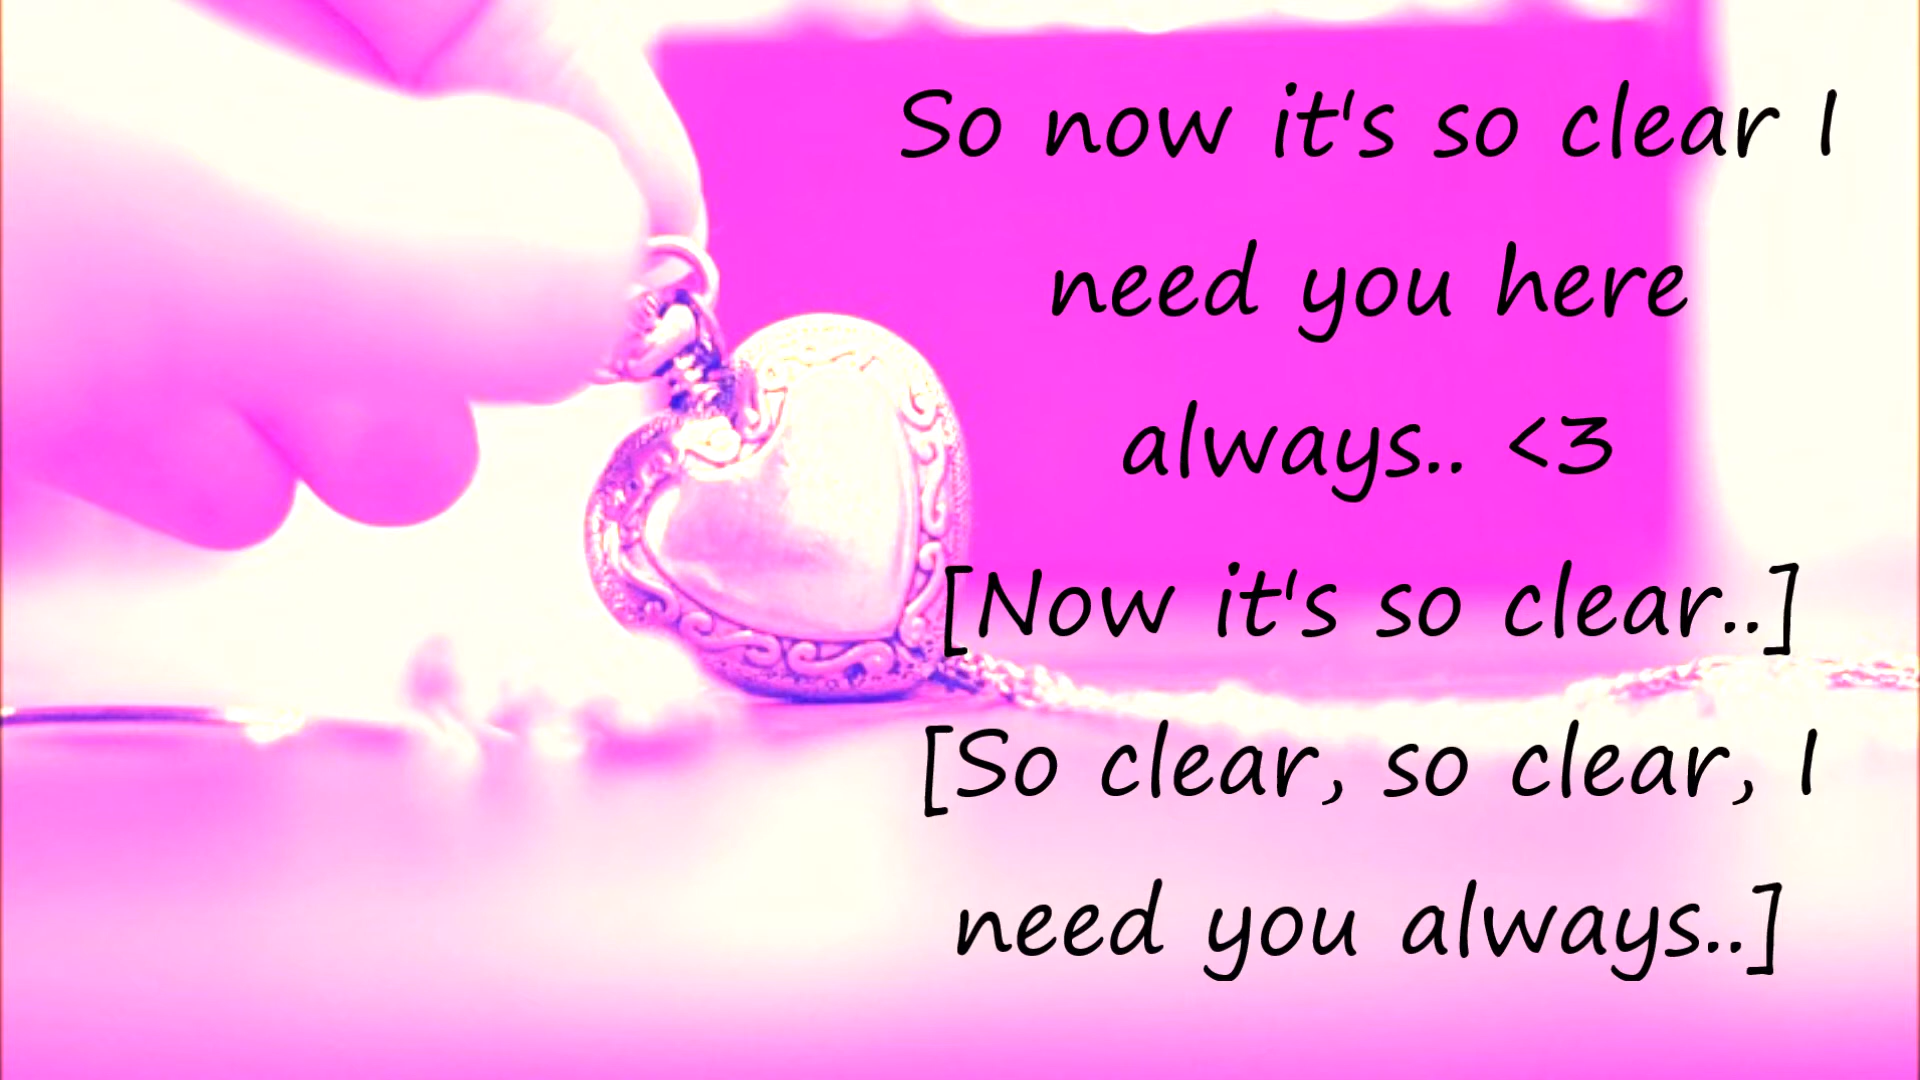 So now it's so clear I
need you here
always.. <3
[Now it's so clear..]
[So clear, so clear, I
need you always..]